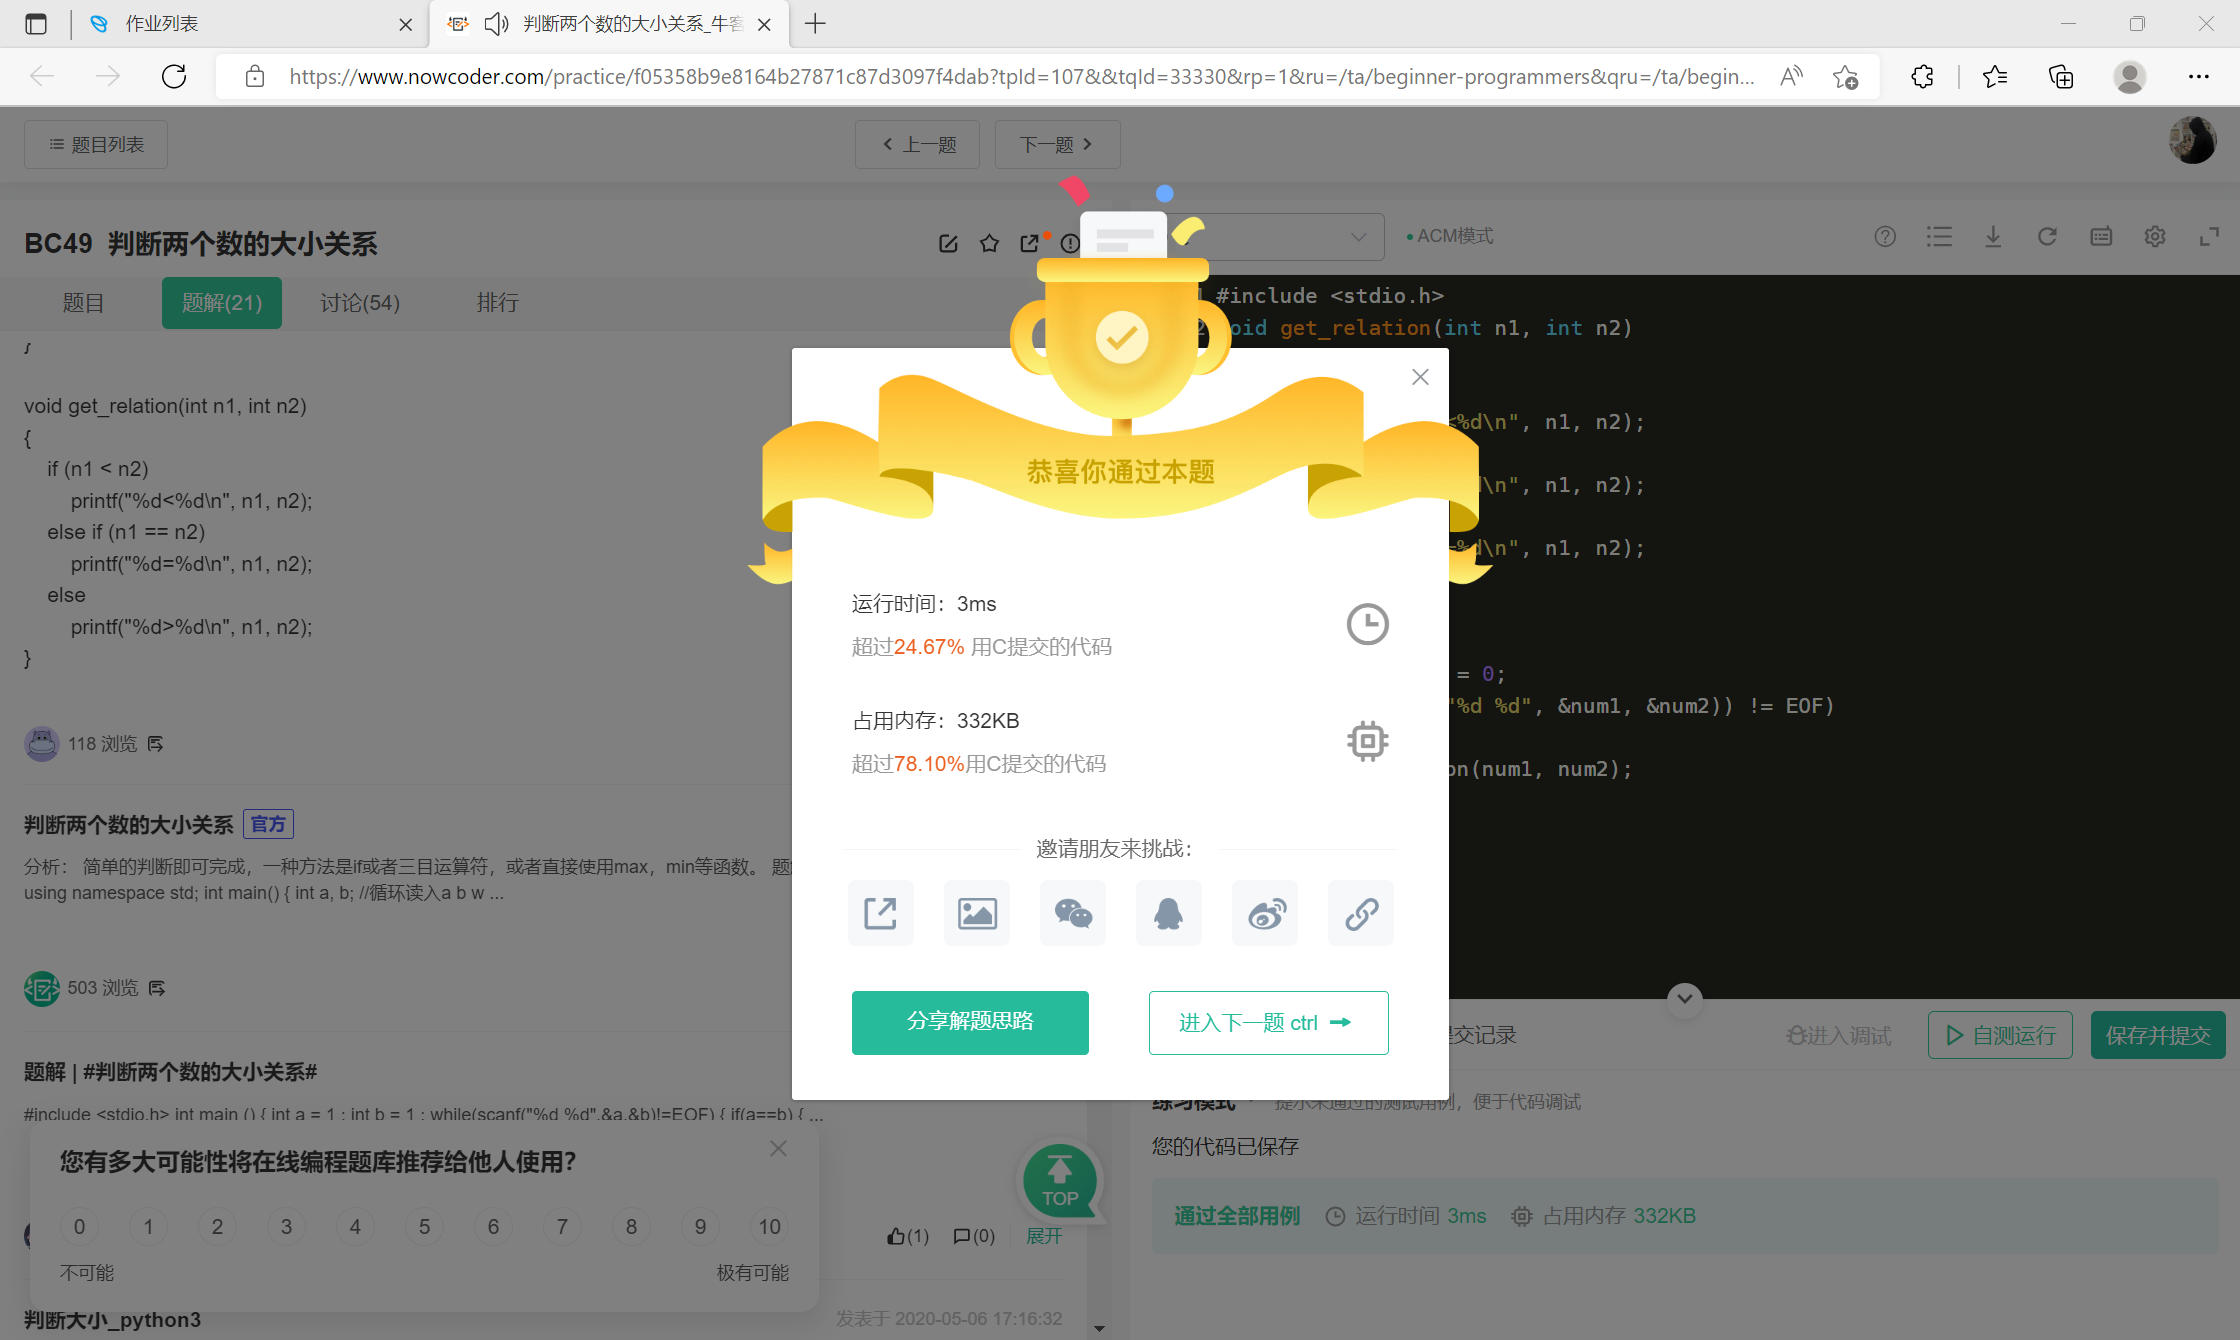 作业列表
判断两个数的大小关系_牛客
https://www.nowcoder.com/practice/f05358b9e8164b27871c87d3097f4dab?tpId=107&&tqId=33330&rp=1&ru=/ta/beginner-programmers&qru=/ta/begin...
题目列表
上一题
下一题
BC49 判断两个数的大小关系
ACM模式
题目
题解(21)
讨论(54)
排行
void get_relation(int n1, int n2)
{
if (n1 < n2)
printf("%d<%d\n", n1, n2);
else if (n1 == n2)
printf("%d=%d\n", n1, n2);
else
printf("%d>%d\n", n1, n2);
}
118 浏览
判断两个数的大小关系 官方
分析： 简单的判断即可完成，一种方法是if或者三目运算符，或者直接使用max，min等函数。 题
using namespace std; int main() { int a, b; //循环读入a b w ...
503 浏览
题解 | #判断两个数的大小关系#
#include <stdio.h> int main () { int a = 1 ; int b = 1 ; while(scanf("%d %d",&a,&b)!=EOF) { if(a==b) { ...
您有多大可能性将在线编程题库推荐给他人使用？
0 1 2 3 4 5 6 7 8 9 10
不可能
极有可能
(1)
(0)
展开
TOP
判断大小_python3
发表于 2020-05-06 17:16:32
#include <stdio.h>
2 oid get_relation(int n1, int n2)
<%d\n", n1, n2);
d\n", n1, n2);
%d\n", n1, n2);
= 0;
"%d %d", &num1, &num2)) != EOF)
on(num1, num2);
恭喜你通过本题
运行时间：3ms
超过24.67% 用C提交的代码
占用内存：332KB
超过78.10%用C提交的代码
邀请朋友来挑战：
分享解题思路
进入下一题 ctrl
交记录
进入调试
自测运行
保存并提交
练习模式
提示未通过的测试用例，便于代码调试
您的代码已保存
通过全部用例
运行时间 3ms
占用内存 332KB